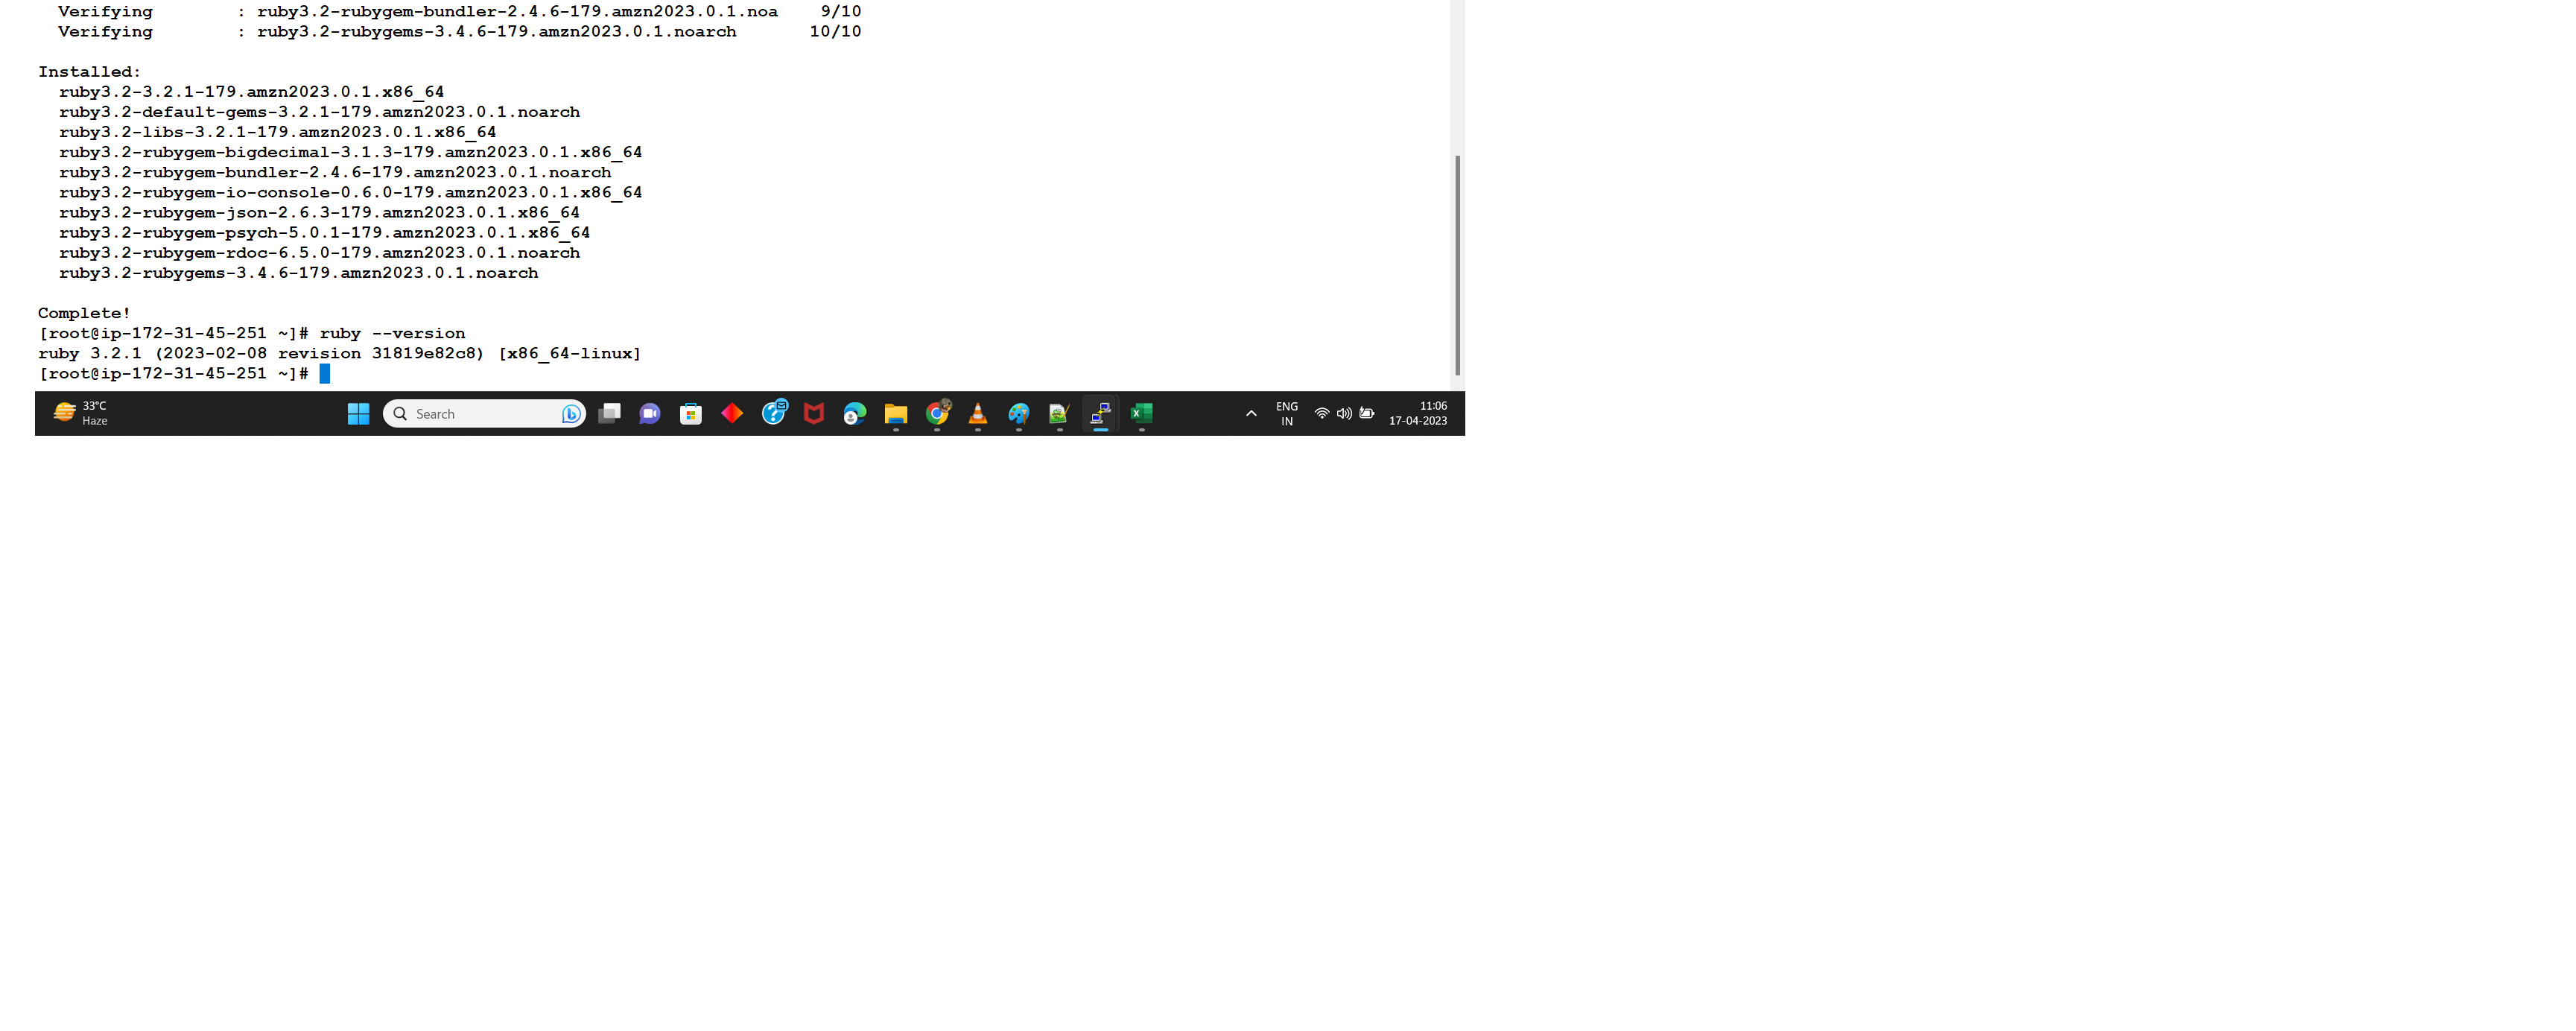 Verifying : ruby3.2-rubygem-bundler-2.4.6-179.amzn2023.0.1.noa 9/10
Verifying : ruby3.2-rubygems-3.4.6-179.amzn2023.0.1.noarch 10/10
Installed:
ruby3.2-3.2.1-179.amzn2023.0.1.x86_64
ruby3.2-default-gems-3.2.1-179.amzn2023.0.1.noarch
ruby3.2-libs-3.2.1-179.amzn2023.0.1.x86_64
ruby3.2-rubygem-bigdecimal-3.1.3-179.amzn2023.0.1.x86_64
ruby3.2-rubygem-bundler-2.4.6-179.amzn2023.0.1.noarch
ruby3.2-rubygem-io-console-0.6.0-179.amzn2023.0.1.x86_64
ruby3.2-rubygem-json-2.6.3-179.amzn2023.0.1.x86_64
ruby3.2-rubygem-psych-5.0.1-179.amzn2023.0.1.x86_64
ruby3.2-rubygem-rdoc-6.5.0-179.amzn2023.0.1.noarch
ruby3.2-rubygems-3.4.6-179.amzn2023.0.1.noarch
Complete!
[root@ip-172-31-45-251 ~]# ruby --version
ruby 3.2.1 (2023-02-08 revision 31819e82c8) [x86_64-linux]
[root@ip-172-31-45-251 ~]#
33°C
Haze
Search
ENG
IN
11:06
17-04-2023